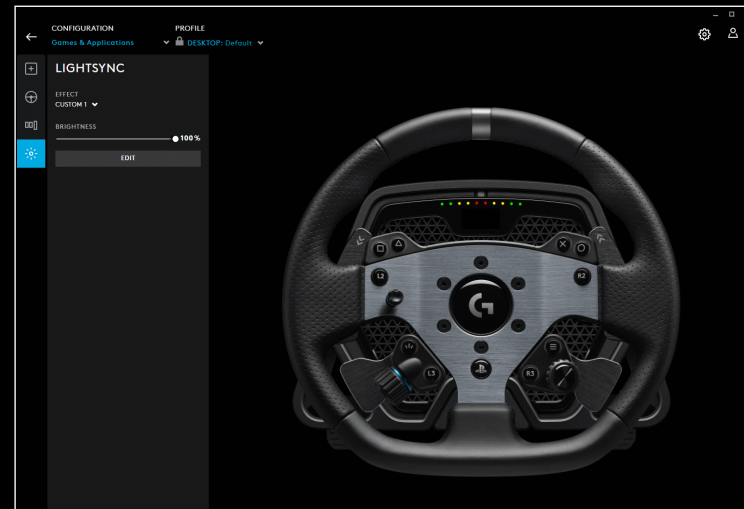 CONFIGURATION
PROFILE
Games & Applications
DESKTOP: Default
LIGHTSYNC
EFFECT
CUSTOM 1
BRIGHTNESS
100%
EDIT
L2
R2
G
L3
R3